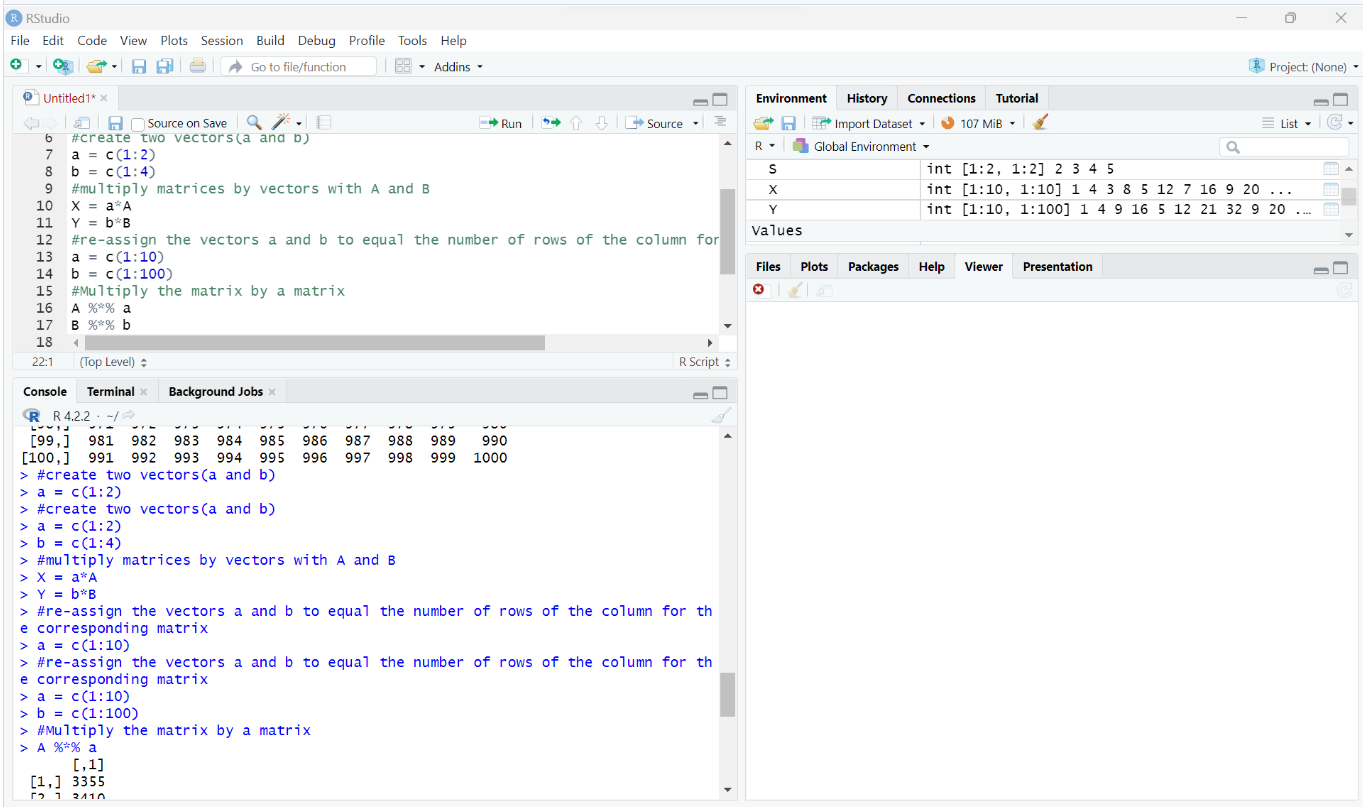 RStudio
File Edit Code View Plots Session Build Debug Profile Tools Help
Go to file/function Addins Project: (None)
Untitled1*
Source on Save Run Source
6 #create two vectors(a and b)
7 a = c(1:2)
8 b = c(1:4)
9 #multiply matrices by vectors with A and B
10 X = a*A
11 Y = b*B
12 #re-assign the vectors a and b to equal the number of rows of the column for
13 a = c(1:10)
14 b = c(1:100)
15 #Multiply the matrix by a matrix
16 A %*% a
17 B %*% b
18
22:1 (Top Level) R Script
Console Terminal Background Jobs
R 4.2.2 · ~/
[99,] 981 982 983 984 985 986 987 988 989 990
[100,] 991 992 993 994 995 996 997 998 999 1000
> #create two vectors(a and b)
> a = c(1:2)
> #create two vectors(a and b)
> a = c(1:2)
> b = c(1:4)
> #multiply matrices by vectors with A and B
> X = a*A
> Y = b*B
> #re-assign the vectors a and b to equal the number of rows of the column for th
e corresponding matrix
> a = c(1:10)
> #re-assign the vectors a and b to equal the number of rows of the column for th
e corresponding matrix
> a = c(1:10)
> b = c(1:100)
> #Multiply the matrix by a matrix
> A %*% a
[,1]
[1,] 3355
[2,] 3410
Environment History Connections Tutorial
Import Dataset 107 MiB List
R Global Environment
S int [1:2, 1:2] 2 3 4 5
X int [1:10, 1:10] 1 4 3 8 5 12 7 16 9 20 ...
Y int [1:10, 1:100] 1 4 9 16 5 12 21 32 9 20 ...
Values
Files Plots Packages Help Viewer Presentation